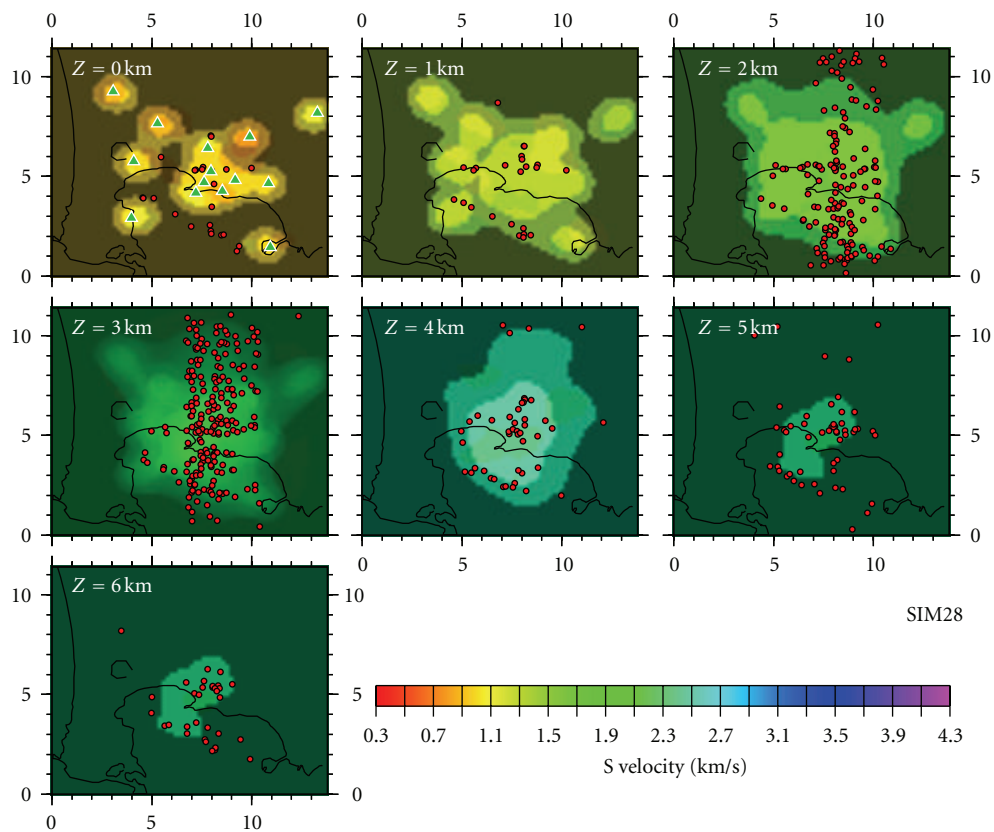 0 5 10 0 5 10 0 5 10
Z = 0 km Z = 1 km Z = 2 km
10 10
5 5
0 0
Z = 3 km Z = 4 km Z = 5 km
10 10
5 5
0 0
0 5 10 0 5 10
Z = 6 km
10 10
SIM28
5 5
0 0
0.3 0.7 1.1 1.5 1.9 2.3 2.7 3.1 3.5 3.9 4.3
S velocity (km/s)
0 5 10